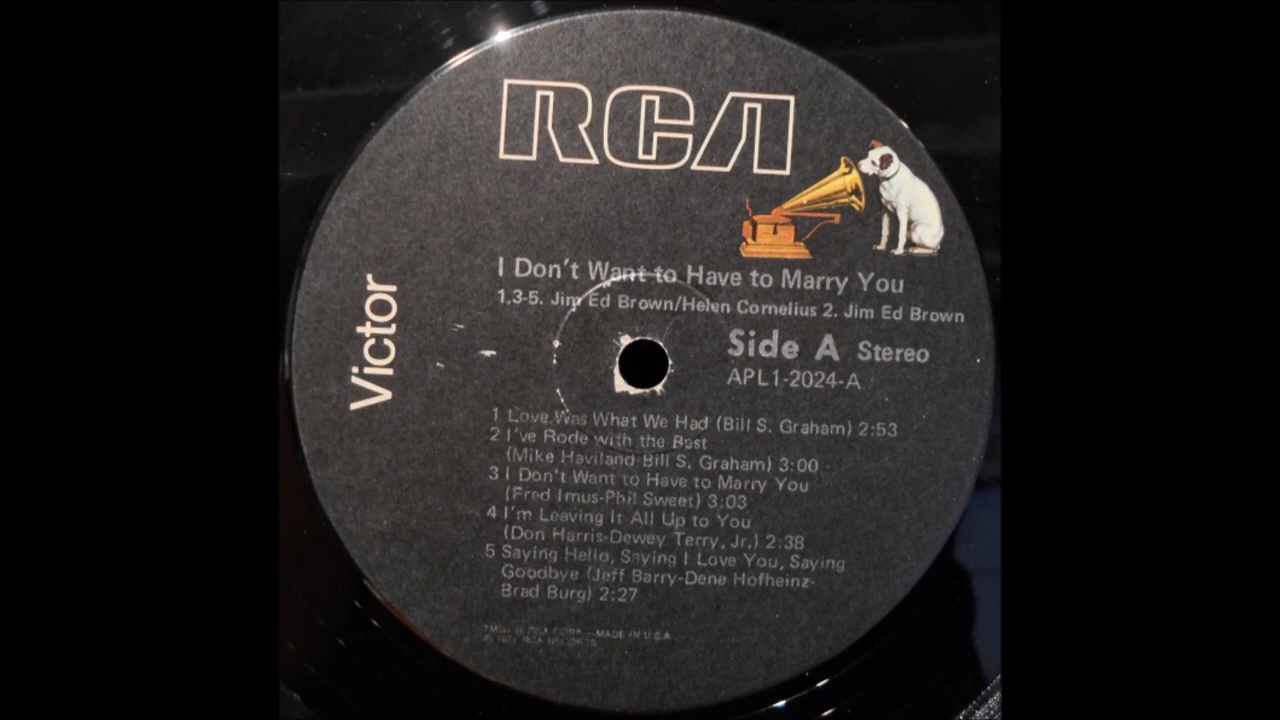 RCA
Victor
I Don't Want to Have to Marry You
1,3-5. Jim Ed Brown/Helen Cornelius 2. Jim Ed Brown
Side A Stereo
APL1-2024-A
1 Love Was What We Had (Bill S. Graham) 2:53
2 I've Rode with the Best
(Mike Haviland-Bill S. Graham) 3:00
3 I Don't Want to Have to Marry You
(Fred Imus-Phil Sweet) 3:03
4 I'm Leaving It All Up to You
(Don Harris-Dewey Terry, Jr.) 2:38
5 Saying Hello, Saying I Love You, Saying
Goodbye (Jeff Barry-Dene Hofheinz-
Brad Burg) 2:27
MADE IN U.S.A.